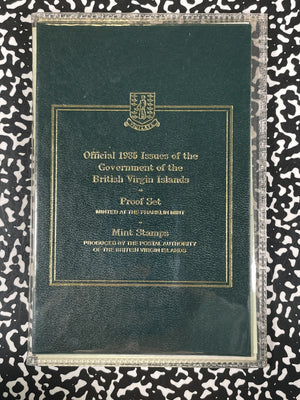 Official 1985 Issues of the
Government of the
British Virgin Islands
Proof Set
MINTED AT THE FRANKLIN MINT
Mint Stamps
PRODUCED BY THE POSTAL AUTHORITY
OF THE BRITISH VIRGIN ISLANDS